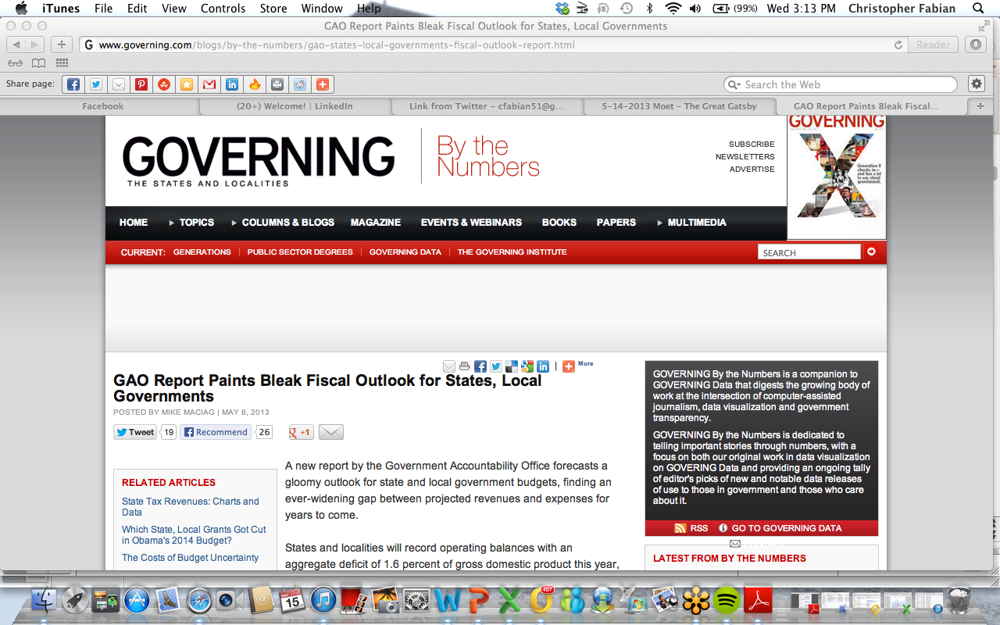 iTunes File Edit View Controls Store Window Help (99%) Wed 3:13 PM Christopher Fabian
GAO Report Paints Bleak Fiscal Outlook for States, Local Governments
www.governing.com/blogs/by-the-numbers/gao-states-local-governments-fiscal-outlook-report.html Reader
Share page: Search the Web
Facebook (20+) Welcome! | LinkedIn Link from Twitter – cfabian51@g... 5-14-2013 Moet – The Great Gatsby GAO Report Paints Bleak Fiscal...
GOVERNING
THE STATES AND LOCALITIES
By the
Numbers
SUBSCRIBE
NEWSLETTERS
ADVERTISE
GOVERNING
X
Generation X
checks in—
and has a lot
to say about
government.
HOME TOPICS COLUMNS & BLOGS MAGAZINE EVENTS & WEBINARS BOOKS PAPERS MULTIMEDIA
CURRENT: GENERATIONS | PUBLIC SECTOR DEGREES | GOVERNING DATA | THE GOVERNING INSTITUTE SEARCH
| More
GAO Report Paints Bleak Fiscal Outlook for States, Local
Governments
POSTED BY MIKE MACIAG | MAY 8, 2013
Tweet 19 Recommend 26 g +1
RELATED ARTICLES
State Tax Revenues: Charts and
Data
Which State, Local Grants Got Cut
in Obama's 2014 Budget?
The Costs of Budget Uncertainty
A new report by the Government Accountability Office forecasts a
gloomy outlook for state and local government budgets, finding an
ever-widening gap between projected revenues and expenses for
years to come.
States and localities will record operating balances with an
aggregate deficit of 1.6 percent of gross domestic product this year,
GOVERNING By the Numbers is a companion to
GOVERNING Data that digests the growing body of
work at the intersection of computer-assisted
journalism, data visualization and government
transparency.
GOVERNING By the Numbers is dedicated to
telling important stories through numbers, with a
focus on both our original work in data visualization
on GOVERING Data and providing an ongoing tally
of editor's picks of new and notable data releases
of use to those in government and those who care
about it.
RSS GO TO GOVERNING DATA
LATEST FROM BY THE NUMBERS
MAY
15
457